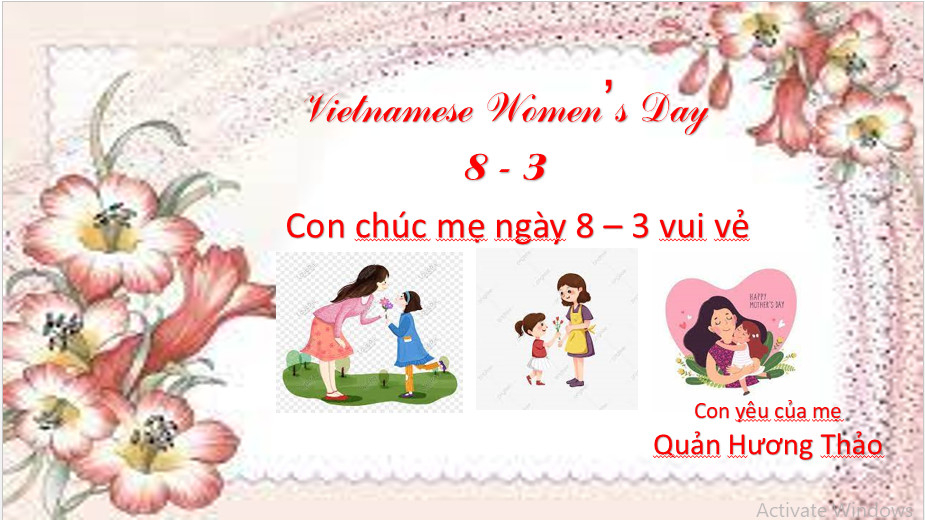 Vietnamese Women's Day
8 - 3
Con chúc mẹ ngày 8 – 3 vui vẻ
HAPPY
MOTHER'S DAY
Con yêu của mẹ
Quản Hương Thảo
Activate Windows